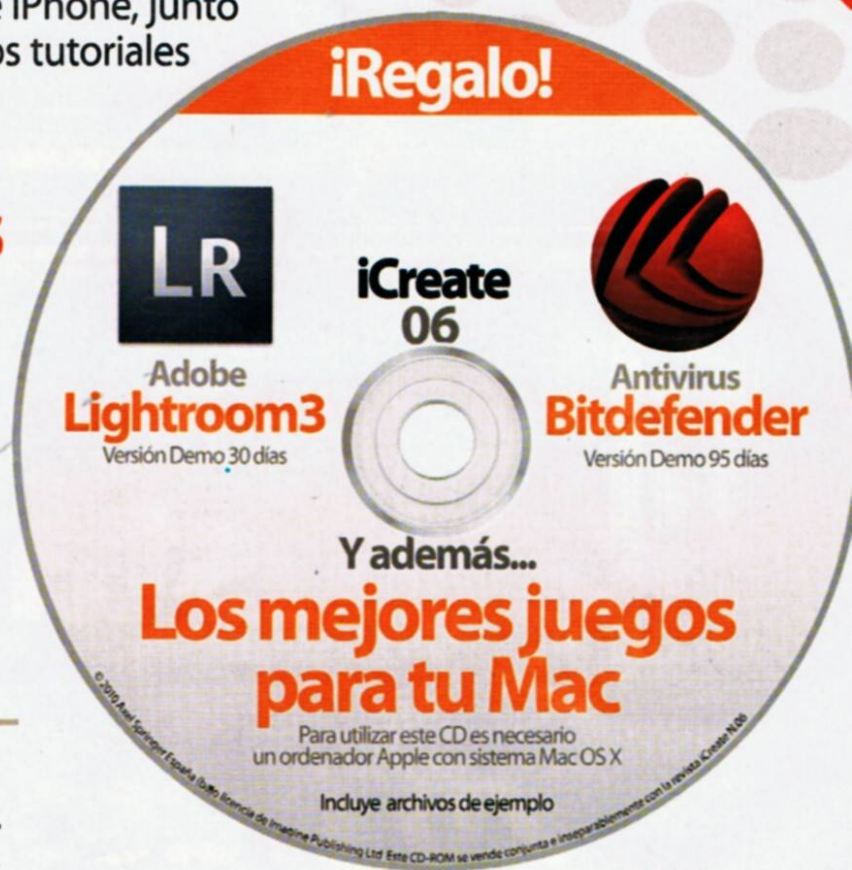 e iPhone, junto
os tutoriales
s
iRegalo!
LR
iCreate
06
Adobe
Lightroom3
Versión Demo 30 días
Antivirus
Bitdefender
Versión Demo 95 días
Y además...
Los mejores juegos
para tu Mac
Para utilizar este CD es necesario
un ordenador Apple con sistema Mac OS X
Incluye archivos de ejemplo
© 2010 Axel Springer España (bajo licencia de Imagine Publishing Ltd Este CD-ROM se vende conjunta e inseparablemente con la revista iCreate N.06